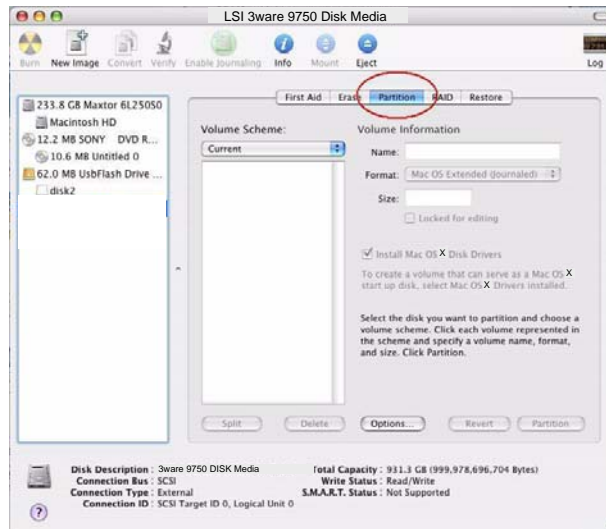 LSI 3ware 9750 Disk Media
Burn New Image Convert Verify Enable Journaling Info Mount Eject Log
233.8 GB Maxtor 6L250S0
Macintosh HD
12.2 MB SONY DVD R...
10.6 MB Untitled 0
62.0 MB UsbFlash Drive ...
disk2
First Aid Erase Partition RAID Restore
Volume Scheme:
Current
Volume Information
Name:
Format: Mac OS Extended (Journaled)
Size:
Locked for editing
Install Mac OS X Disk Drivers
To create a volume that can serve as a Mac OS X
start up disk, select Mac OS X Drivers installed.
Select the disk you want to partition and choose a
volume scheme. Click each volume represented in
the scheme and specify a volume name, format,
and size. Click Partition.
Split Delete Options... Revert Partition
Disk Description : 3ware 9750 DISK Media
Connection Bus : SCSI
Connection Type : External
Connection ID : SCSI Target ID 0, Logical Unit 0
Total Capacity : 931.3 GB (999,978,696,704 Bytes)
Write Status : Read/Write
S.M.A.R.T. Status : Not Supported
?